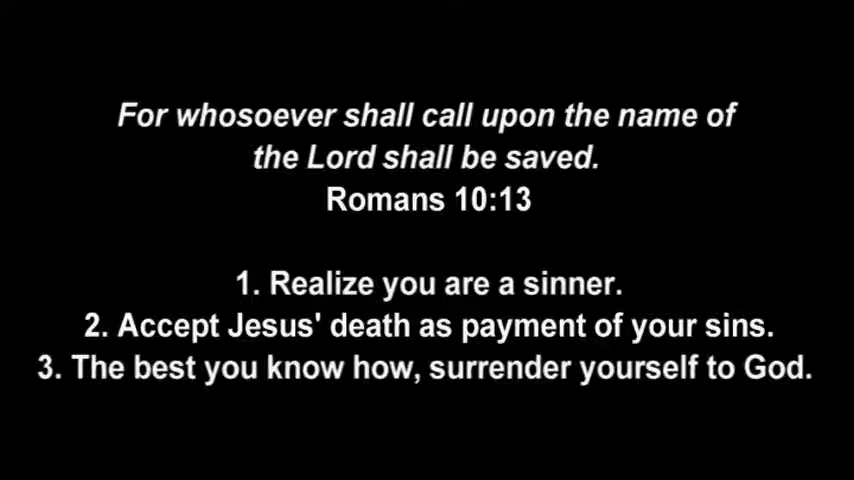 For whosoever shall call upon the name of
the Lord shall be saved.
Romans 10:13
1. Realize you are a sinner.
2. Accept Jesus' death as payment of your sins.
3. The best you know how, surrender yourself to God.